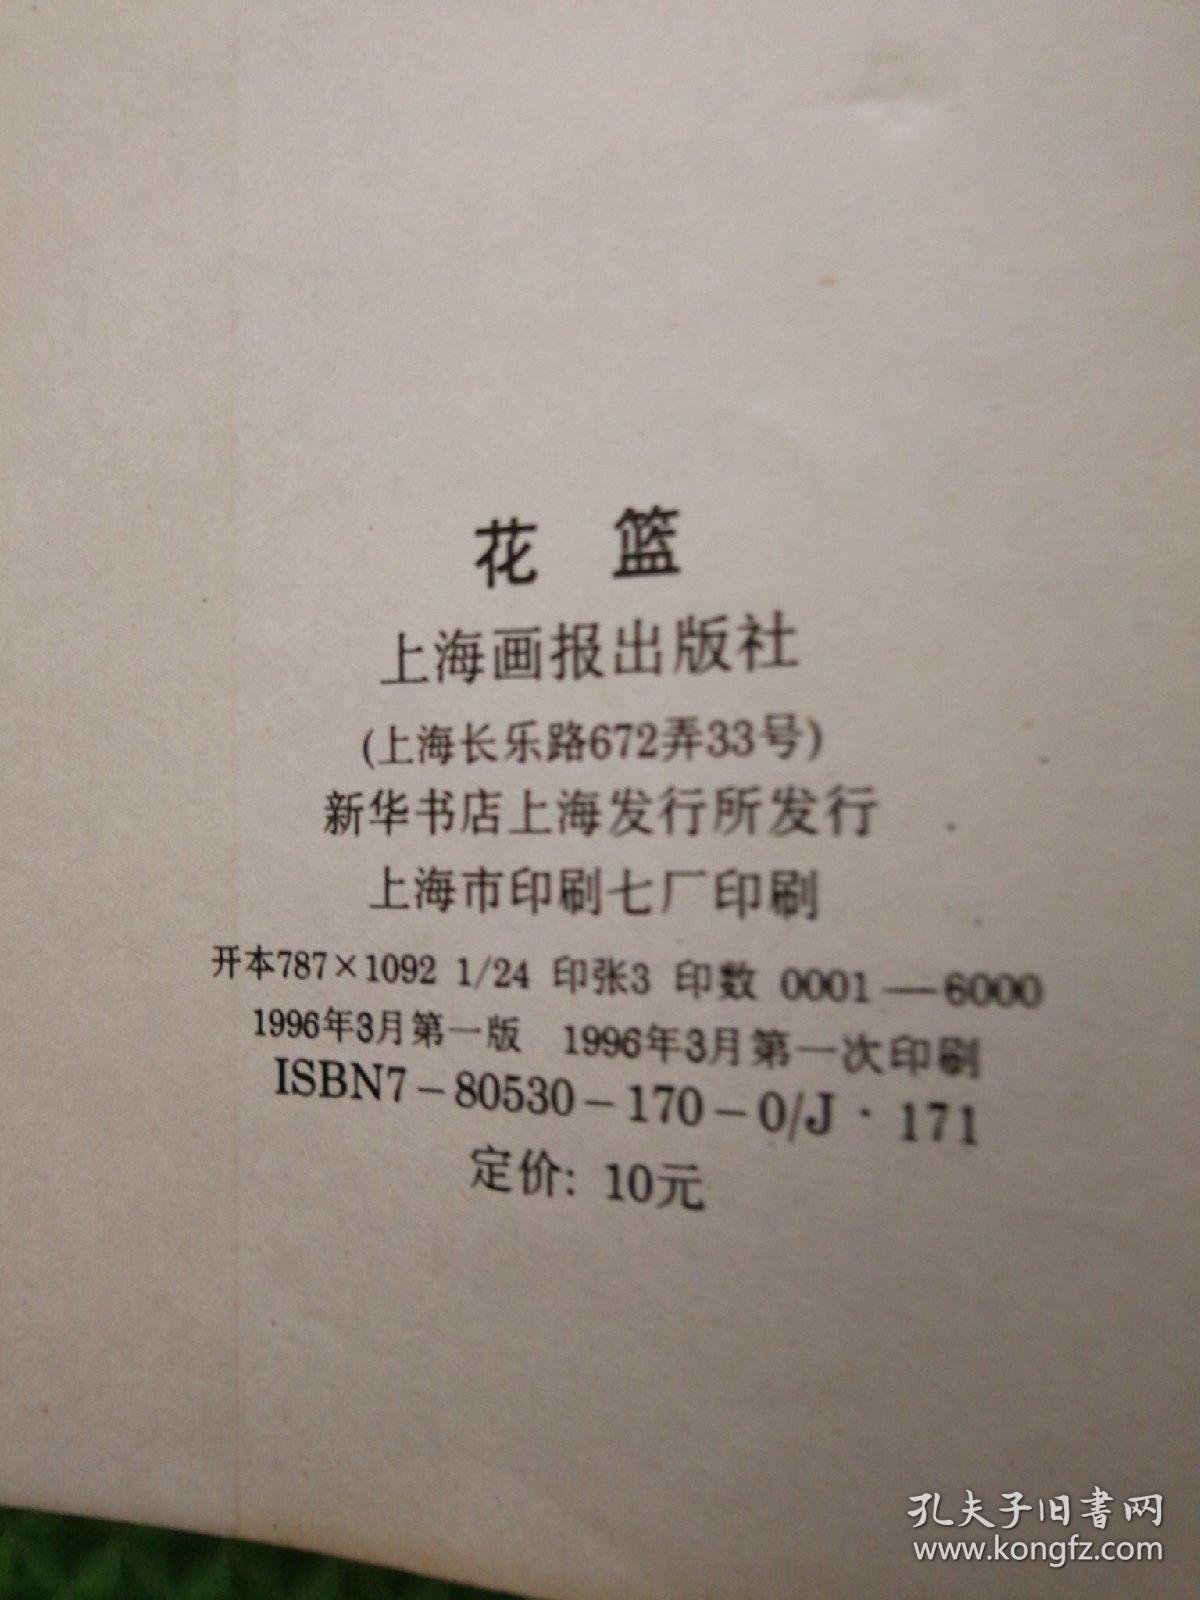 花 篮
上海画报出版社
(上海长乐路672弄33号)
新华书店上海发行所发行
上海市印刷七厂印刷
开本787×1092 1/24 印张3 印数 0001—6000
1996年3月第一版 1996年3月第一次印刷
ISBN7-80530-170-0/J·171
定价: 10元
孔夫子旧书网
www.kongfz.com